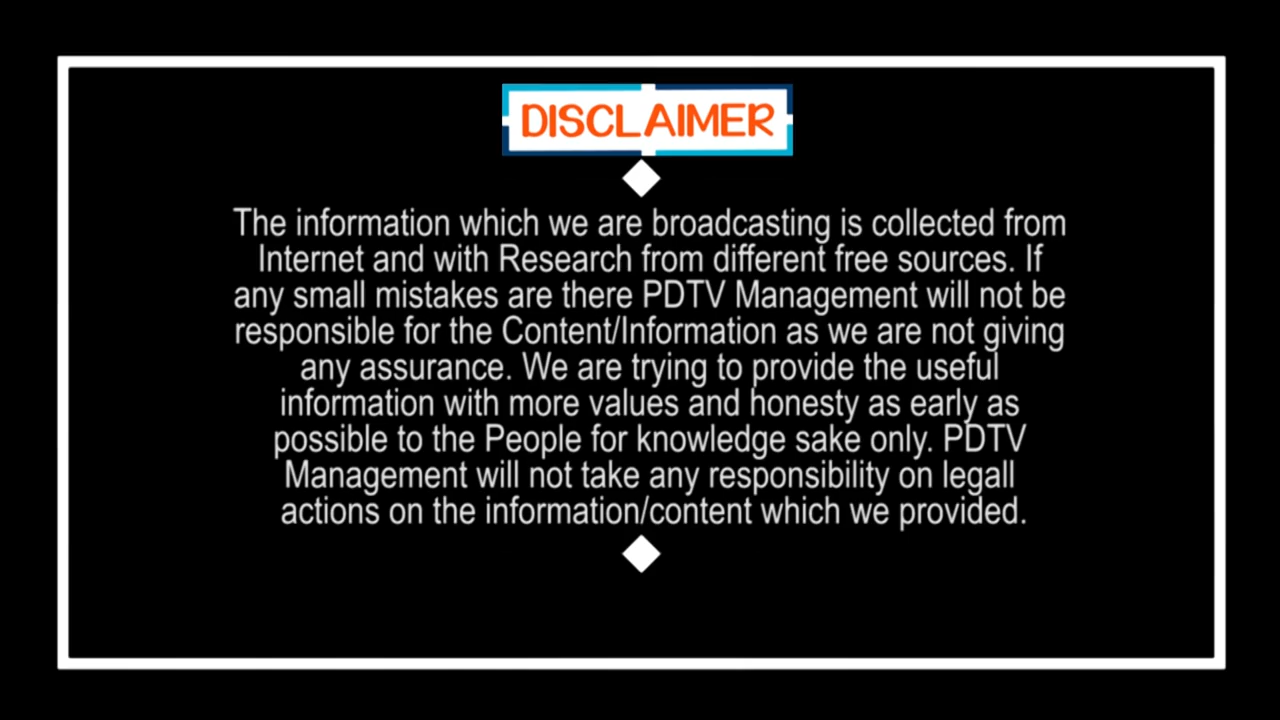 DISCLAIMER
The information which we are broadcasting is collected from
Internet and with Research from different free sources. If
any small mistakes are there PDTV Management will not be
responsible for the Content/Information as we are not giving
any assurance. We are trying to provide the useful
information with more values and honesty as early as
possible to the People for knowledge sake only. PDTV
Management will not take any responsibility on legall
actions on the information/content which we provided.